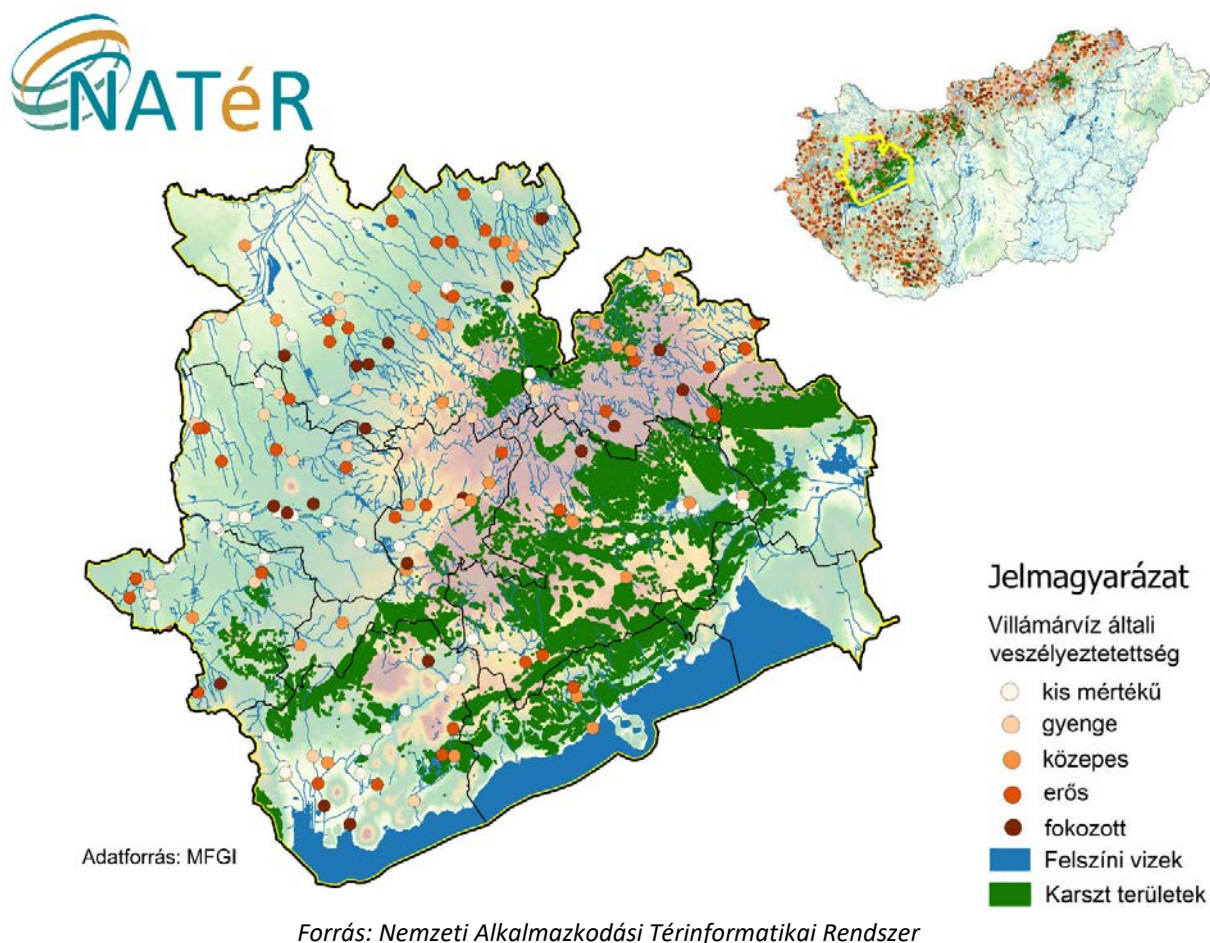 NATéR
Jelmagyarázat
Villámárvíz általi
veszélyeztetettség
kis mértékű
gyenge
közepes
erős
fokozott
Felszíni vizek
Karszt területek
Adatforrás: MFGI
Forrás: Nemzeti Alkalmazkodási Térinformatikai Rendszer